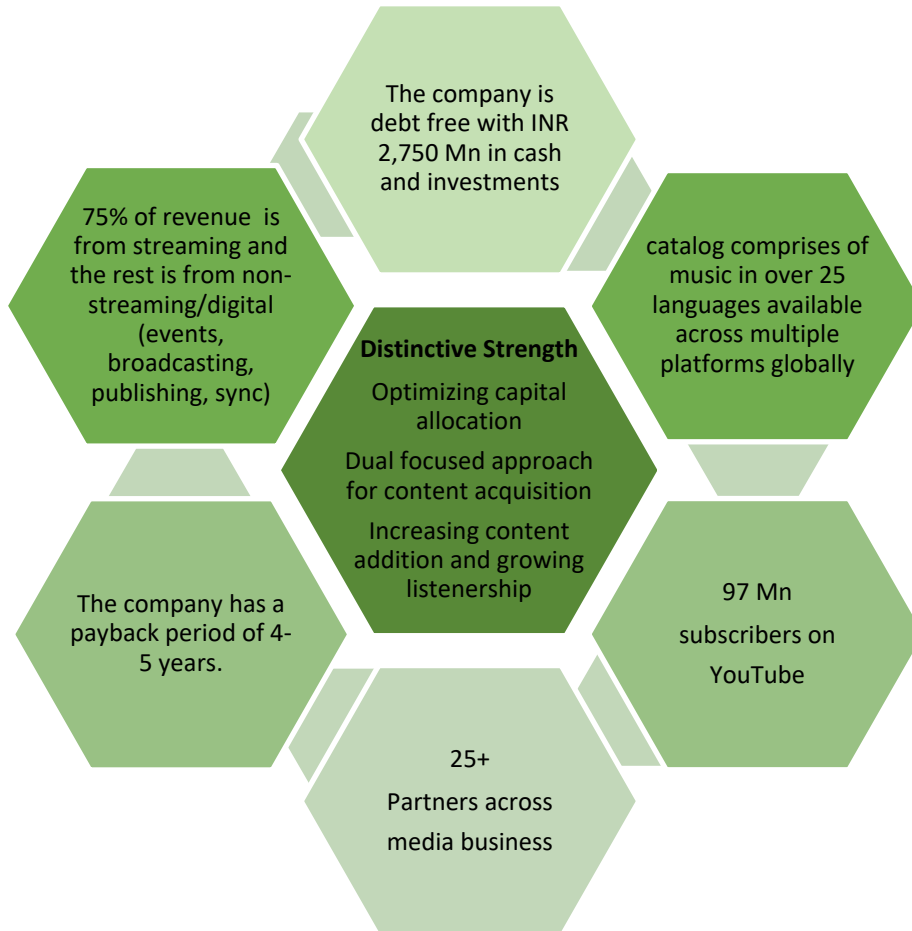 The company is
debt free with INR
2,750 Mn in cash
and investments
75% of revenue is
from streaming and
the rest is from non-
streaming/digital
(events,
broadcasting,
publishing, sync)
catalog comprises of
music in over 25
languages available
across multiple
platforms globally
Distinctive Strength
Optimizing capital
allocation
Dual focused approach
for content acquisition
Increasing content
addition and growing
listenership
The company has a
payback period of 4-
5 years.
97 Mn
subscribers on
YouTube
25+
Partners across
media business